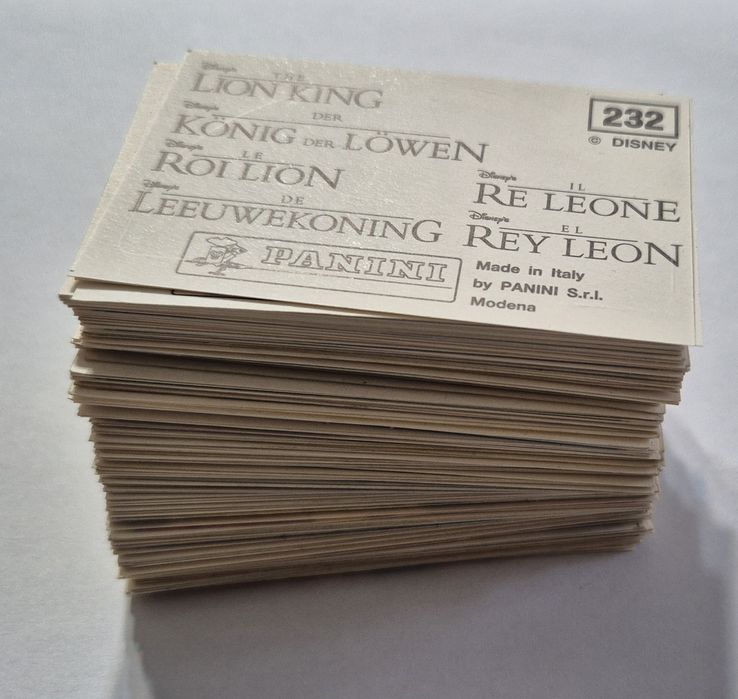 Disney's
THE
LION KING
Disney's
DER
KÖNIG DER LÖWEN
Disney's
LE
ROI LION
Disney's
DE
LEEUWEKONING
PANINI
232
© DISNEY
Disney's
IL
RE LEONE
Disney's
EL
REY LEON
Made in Italy
by PANINI S.r.l.
Modena